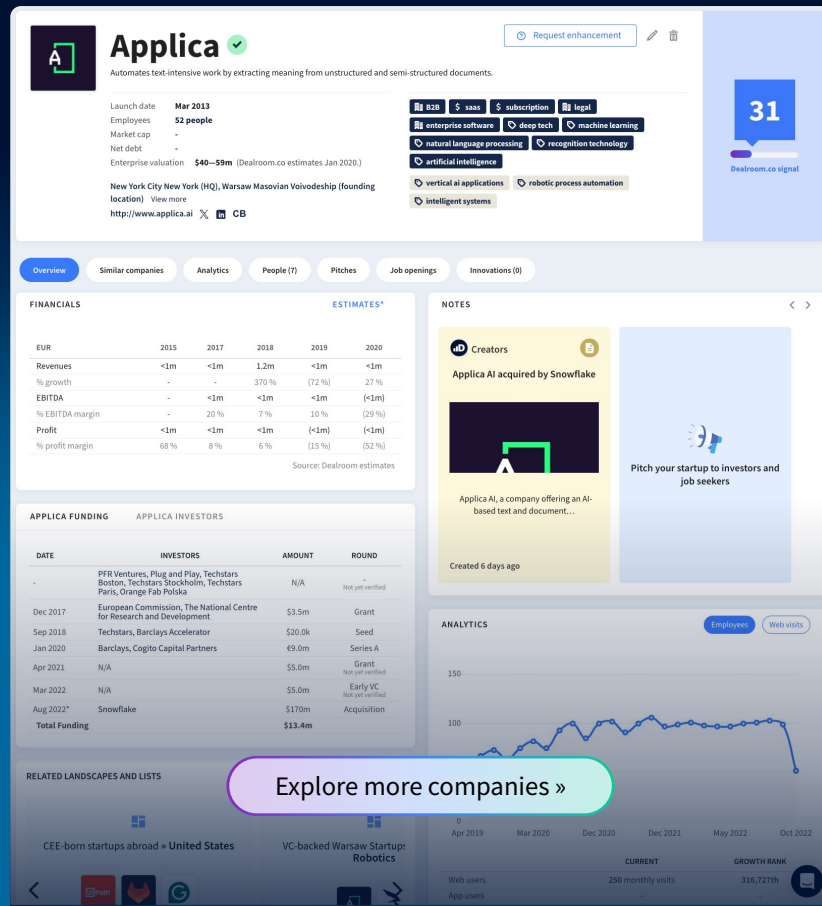 Applica
Request enhancement
Automates text-intensive work by extracting meaning from unstructured and semi-structured documents.
Launch date Mar 2013
Employees 52 people
Market cap -
Net debt -
Enterprise valuation $40—59m (Dealroom.co estimates Jan 2020.)
New York City New York (HQ), Warsaw Masovian Voivodeship (founding
location) View more
http://www.applica.ai X in CB
B2B $ saas $ subscription legal
enterprise software deep tech machine learning
natural language processing recognition technology
artificial intelligence
vertical ai applications robotic process automation
intelligent systems
31
Dealroom.co signal
Overview Similar companies Analytics People (7) Pitches Job openings Innovations (0)
FINANCIALS ESTIMATES*
EUR 2015 2017 2018 2019 2020
Revenues <1m <1m 1.2m <1m <1m
% growth - - 370 % (72 %) 27 %
EBITDA - <1m <1m <1m (<1m)
% EBITDA margin - 20 % 7 % 10 % (29 %)
Profit <1m <1m <1m (<1m) (<1m)
% profit margin 68 % 8 % 6 % (15 %) (52 %)
Source: Dealroom estimates
NOTES
Creators
Applica AI acquired by Snowflake
A
Applica AI, a company offering an AI-
based text and document…
Created 6 days ago
Pitch your startup to investors and
job seekers
APPLICA FUNDING APPLICA INVESTORS
DATE INVESTORS AMOUNT ROUND
- PFR Ventures, Plug and Play, Techstars
Boston, Techstars Stockholm, Techstars
Paris, Orange Fab Polska N/A -
Not yet verified
Dec 2017 European Commission, The National Centre
for Research and Development $3.5m Grant
Sep 2018 Techstars, Barclays Accelerator $20.0k Seed
Jan 2020 Barclays, Cogito Capital Partners €9.0m Series A
Apr 2021 N/A $5.0m Grant
Not yet verified
Mar 2022 N/A $5.0m Early VC
Not yet verified
Aug 2022* Snowflake $170m Acquisition
Total Funding $13.4m
ANALYTICS Employees Web visits
150
100
0
Apr 2019 Mar 2020 Dec 2020 Dec 2021 May 2022 Oct 2022
CURRENT GROWTH RANK
Web users 250 monthly visits 316,727th
App users - -
RELATED LANDSCAPES AND LISTS
Explore more companies »
CEE-born startups abroad » United States
UiPath
VC-backed Warsaw Startups
Robotics